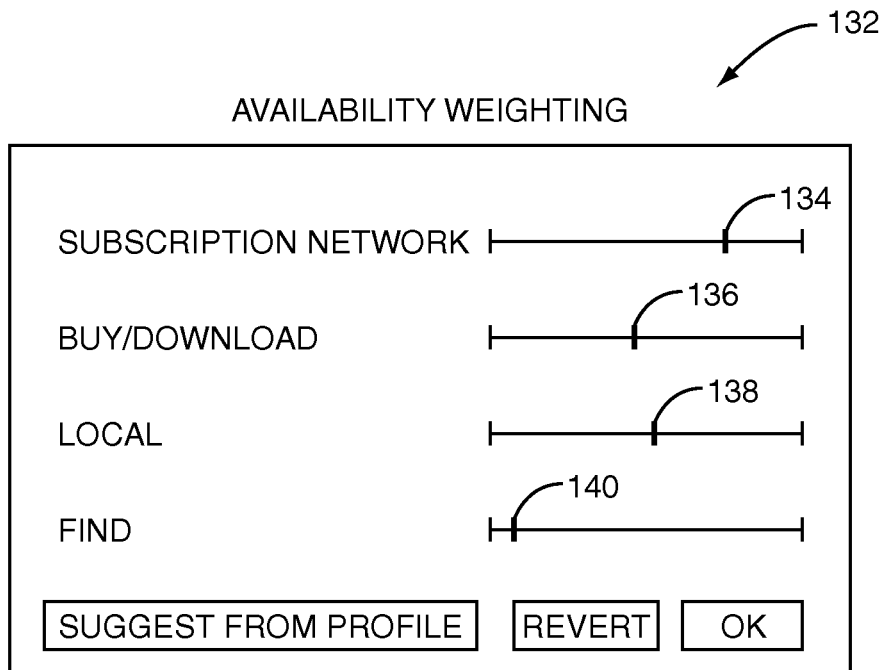 132
AVAILABILITY WEIGHTING
134
SUBSCRIPTION NETWORK
136
BUY/DOWNLOAD
138
LOCAL
140
FIND
SUGGEST FROM PROFILE REVERT OK